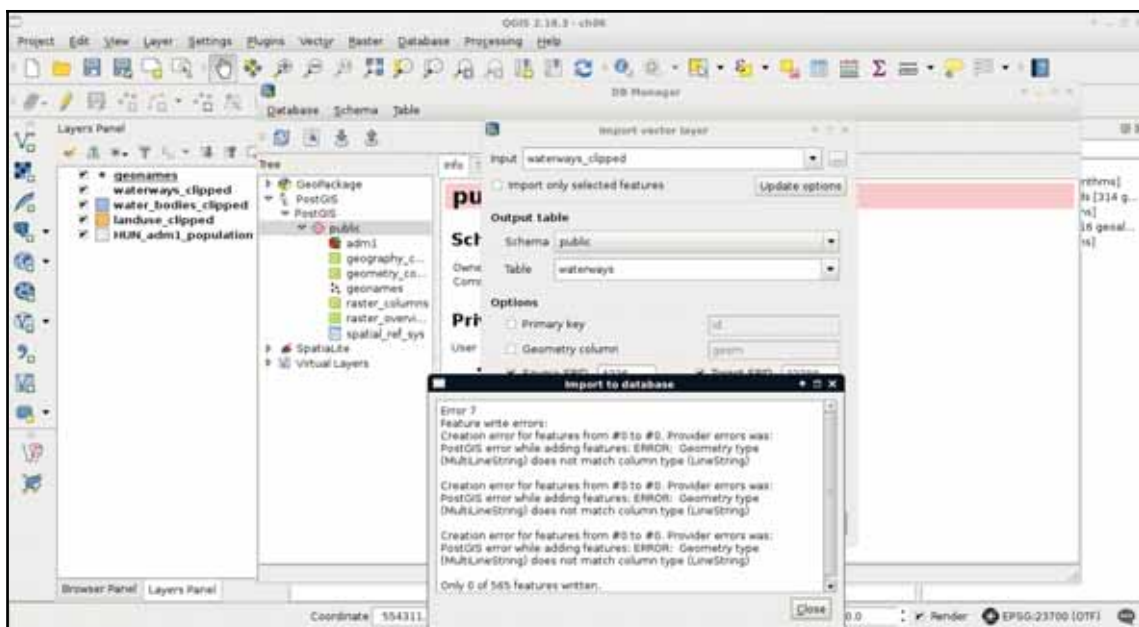 QGIS 2.18.3 - ch06
Project Edit View Layer Settings Plugins Vector Raster Database Processing Help
DB Manager
Database Schema Table
Layers Panel
geonames
waterways_clipped
water_bodies_clipped
landuse_clipped
HUN_adm1_population
Tree
GeoPackage
PostGIS
PostGIS
public
adm1
geography_c...
geometry_co...
geonames
raster_columns
raster_overvi...
spatial_ref_sys
SpatiaLite
Virtual Layers
Info
pu
Sch
Owne
Com
Pri
User
Import vector layer
Input waterways_clipped
...
Import only selected features
Update options
Output table
Schema public
Table waterways
Options
Primary key id
Geometry column geom
Import to database
Error 7
Feature write errors:
Creation error for features from #0 to #0. Provider errors was:
PostGIS error while adding features: ERROR: Geometry type
(MultiLineString) does not match column type (LineString)
Creation error for features from #0 to #0. Provider errors was:
PostGIS error while adding features: ERROR: Geometry type
(MultiLineString) does not match column type (LineString)
Creation error for features from #0 to #0. Provider errors was:
PostGIS error while adding features: ERROR: Geometry type
(MultiLineString) does not match column type (LineString)
Only 0 of 565 features written.
Close
Browser Panel Layers Panel
Coordinate 554311.
0.0
Render
EPSG:23700 (OTF)